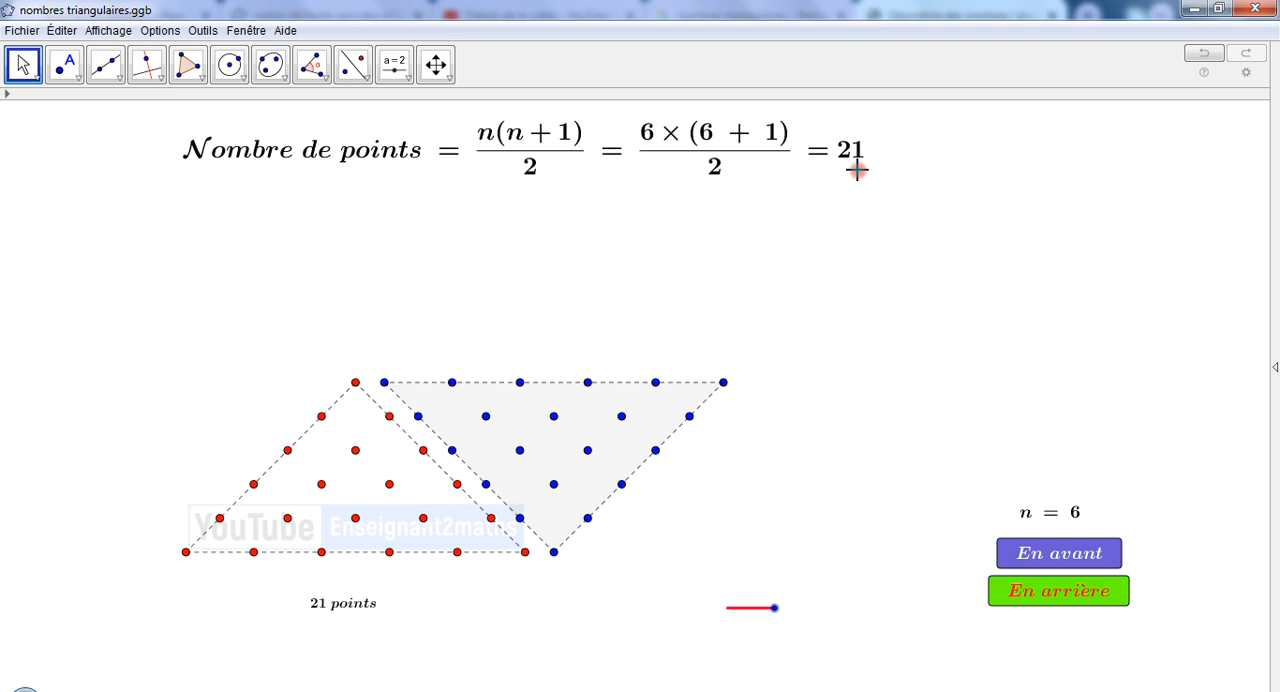 nombres triangulaires.ggb
Fichier Éditer Affichage Options Outils Fenêtre Aide
A
α
a=2
Nombre de points = n(n+1)/2 = 6×(6 + 1)/2 = 21
YouTube Enseignant2maths
n = 6
En avant
En arrière
21 points